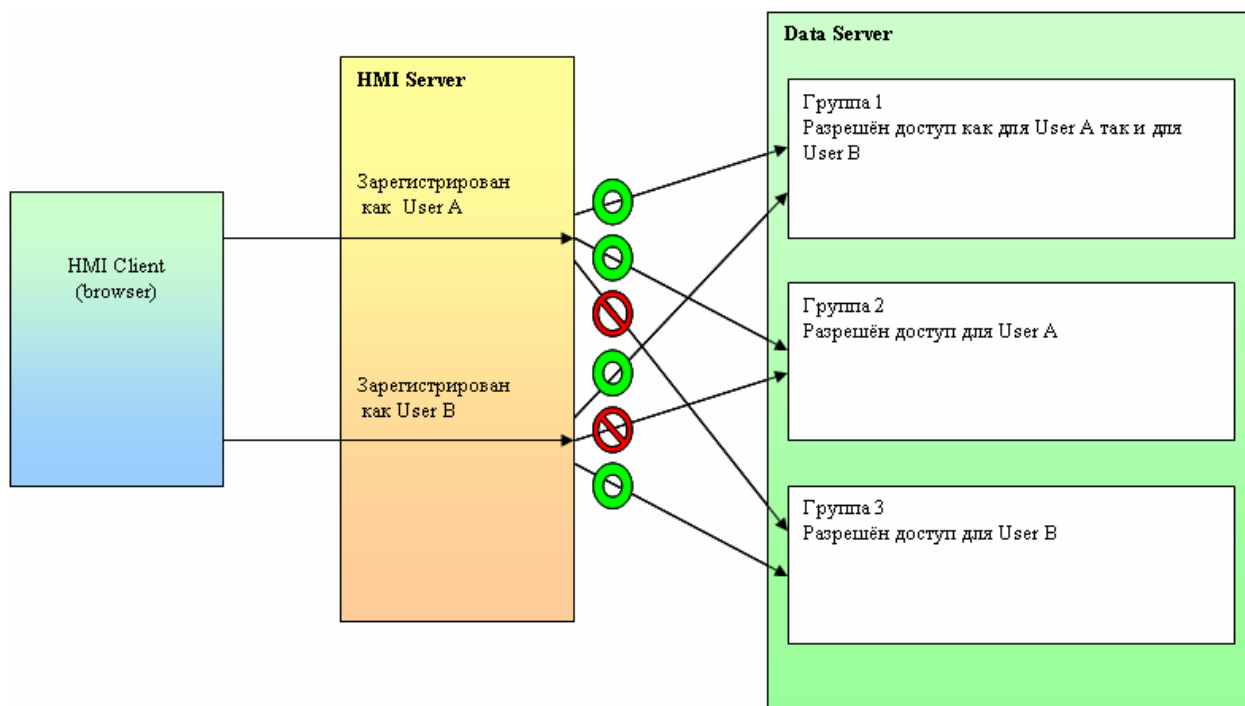 Data Server
HMI Server
Группа 1
Разрешён доступ как для User A так и для
User B
Зарегистрирован
как User A
HMI Client
(browser)
Группа 2
Разрешён доступ для User A
Зарегистрирован
как User B
Группа 3
Разрешён доступ для User B